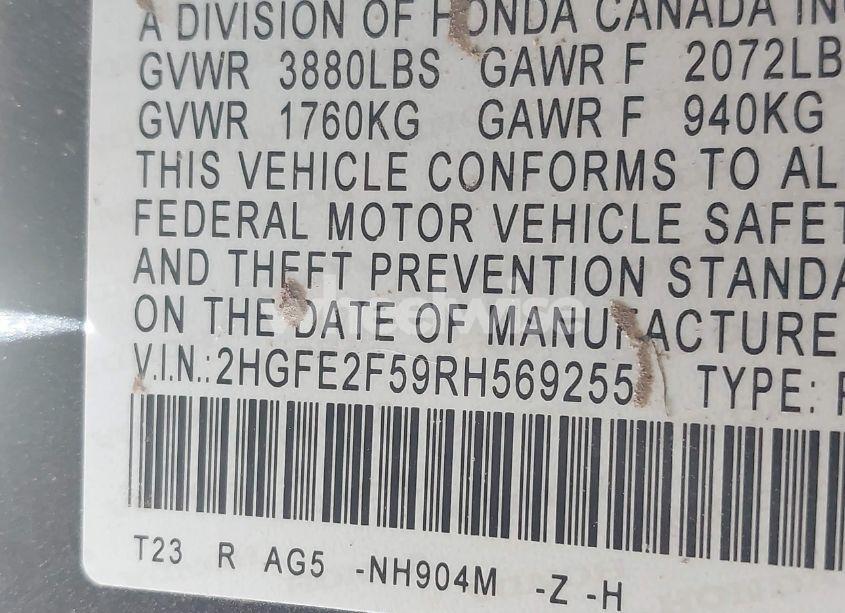 A DIVISION OF HONDA CANADA IN
GVWR 3880LBS GAWR F 2072LB
GVWR 1760KG GAWR F 940KG
THIS VEHICLE CONFORMS TO AL
FEDERAL MOTOR VEHICLE SAFET
AND THEFT PREVENTION STANDA
ON THE DATE OF MANUFACTURE
V.I.N.:2HGFE2F59RH569255 TYPE: P
T23 R AG5 -NH904M -Z -H